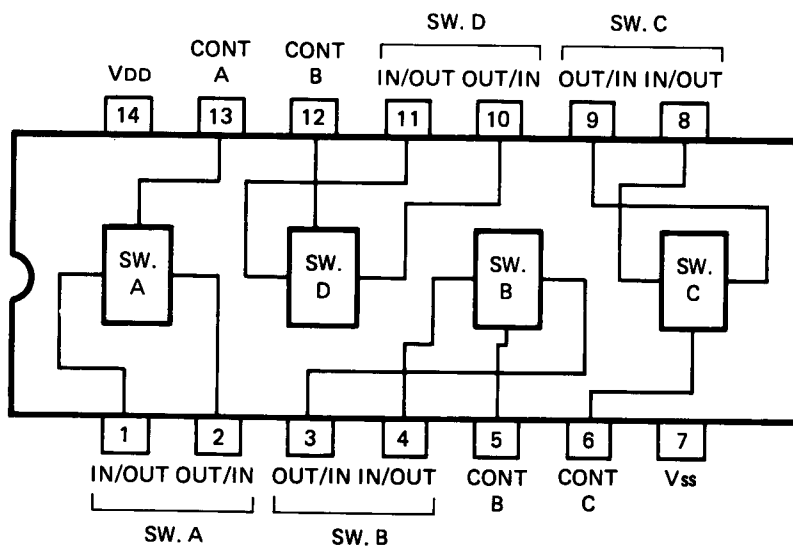 SW. D SW. C
CONT A CONT B
VDD IN/OUT OUT/IN OUT/IN IN/OUT
14 13 12 11 10 9 8
SW. A
SW. D
SW. B
SW. C
1 2 3 4 5 6 7
IN/OUT OUT/IN OUT/IN IN/OUT CONT B CONT C Vss
SW. A SW. B